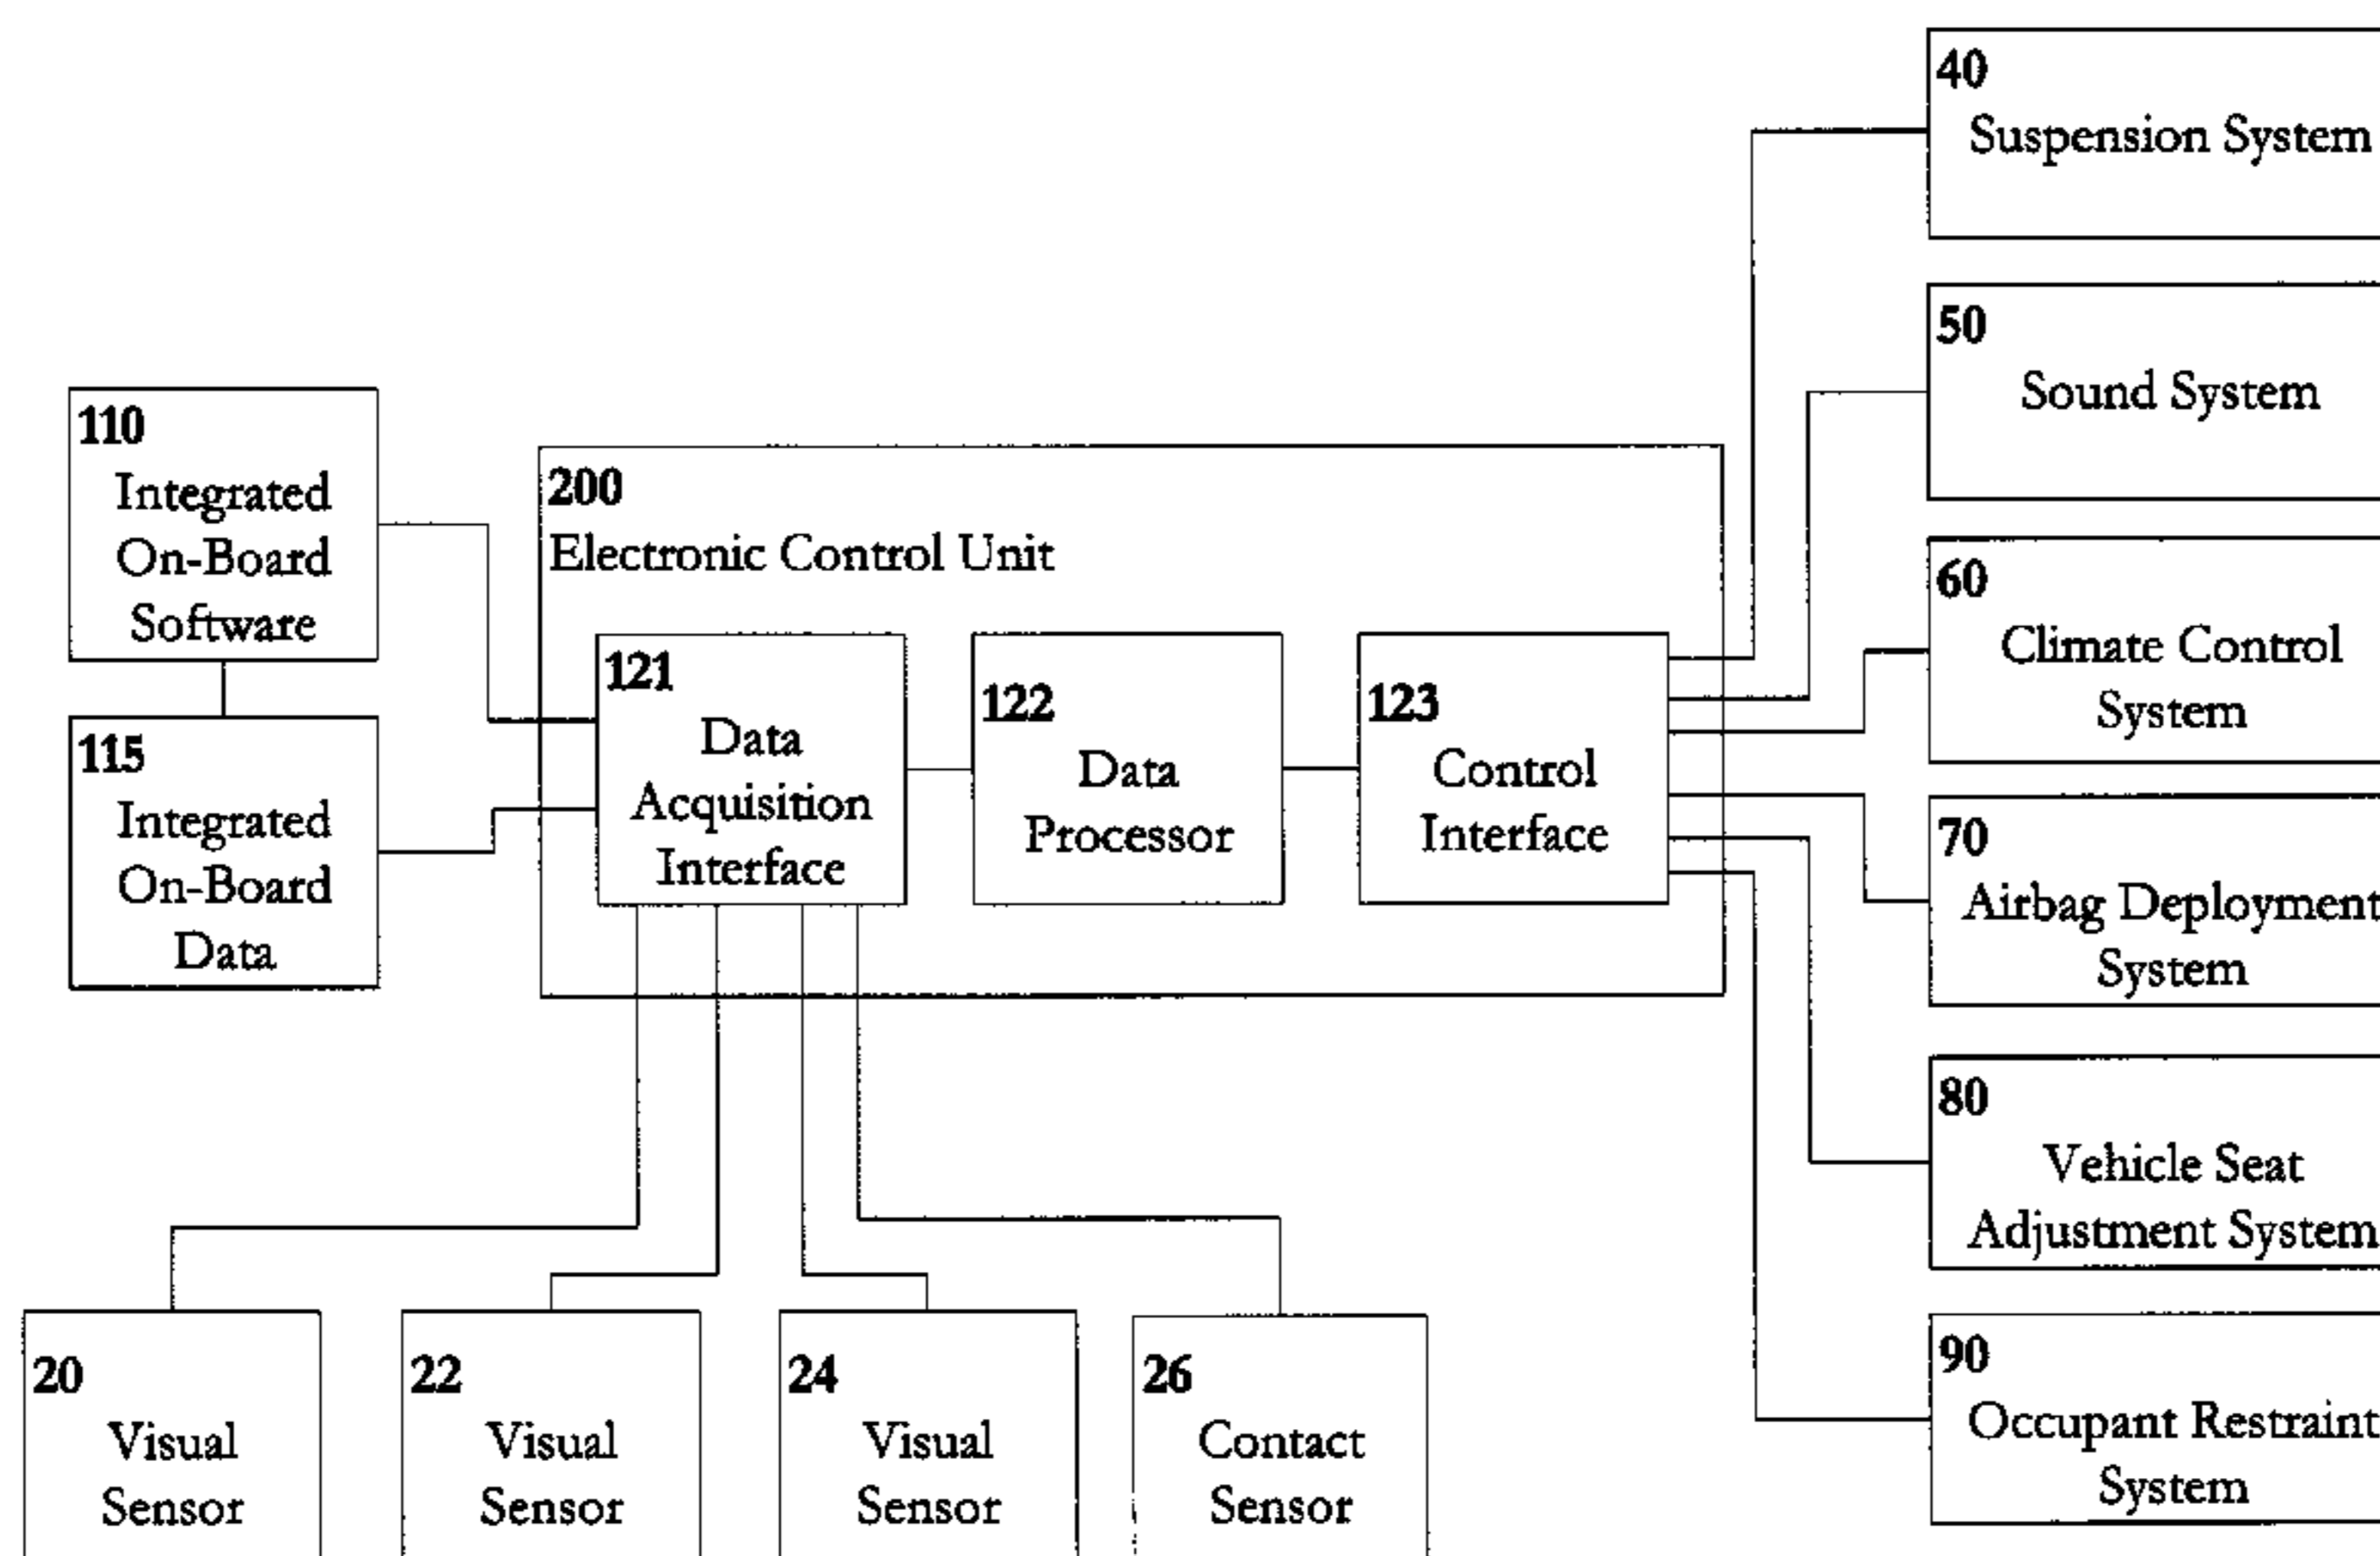 40
Suspension System
50
Sound System
110
Integrated
On-Board
Software
200
Electronic Control Unit
60
Climate Control
System
115
Integrated
On-Board
Data
121
Data
Acquisition
Interface
122
Data
Processor
123
Control
Interface
70
Airbag Deployment
System
80
Vehicle Seat
Adjustment System
20
Visual
Sensor
22
Visual
Sensor
24
Visual
Sensor
26
Contact
Sensor
90
Occupant Restraint
System